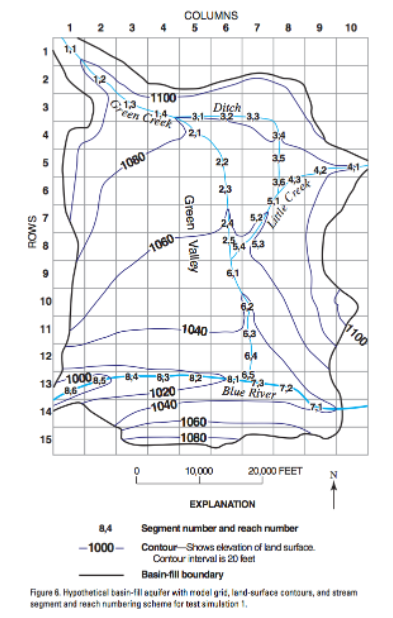 COLUMNS
1 2 3 4 5 6 7 8 9 10
ROWS
1
2
3
4
5
6
7
8
9
10
11
12
13
14
15
1,1
1,2
1,3
1,4
1100
Green Creek
Ditch
3,1 3,2 3,3
2,1
3,4
1080
2,2
3,5
4,2 4,1
3,6 4,3
2,3
5,1
Little Creek
Green Valley
2,4
5,2
1060
2,5
5,4 5,3
6,1
6,2
1040
6,3
1100
6,4
1000
8,5 8,4 8,3 8,2 8,1
6,5
7,3
7,2
8,6
1020
Blue River
1040
7,1
1060
1080
0 10,000 20,000 FEET
N
EXPLANATION
8,4 Segment number and reach number
—1000— Contour—Shows elevation of land surface.
Contour interval is 20 feet
Basin-fill boundary
Figure 6. Hypothetical basin-fill aquifer with model grid, land-surface contours, and stream
segment and reach numbering scheme for test simulation 1.